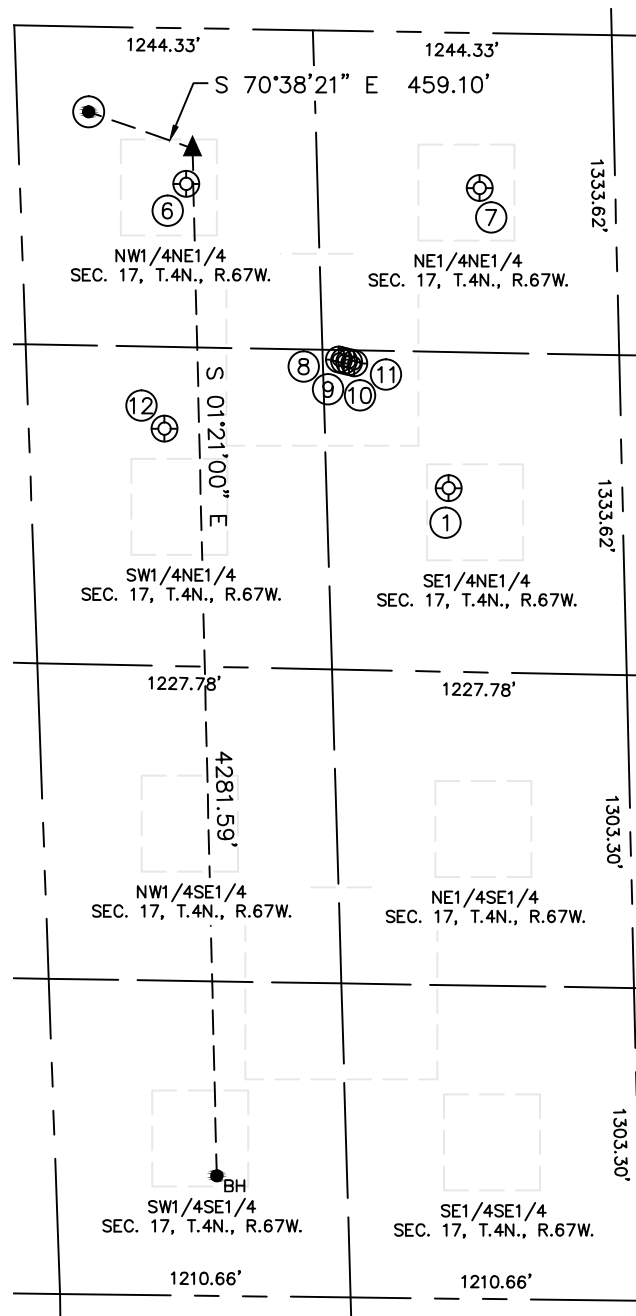 1244.33'
1244.33'
S 70°38'21" E 459.10'
1333.62'
6
7
NW1/4NE1/4
SEC. 17, T.4N., R.67W.
NE1/4NE1/4
SEC. 17, T.4N., R.67W.
8
11
9
10
12
S 01°21'00" E
1333.62'
1
SW1/4NE1/4
SEC. 17, T.4N., R.67W.
SE1/4NE1/4
SEC. 17, T.4N., R.67W.
1227.78'
1227.78'
4281.59'
1303.30'
NW1/4SE1/4
SEC. 17, T.4N., R.67W.
NE1/4SE1/4
SEC. 17, T.4N., R.67W.
1303.30'
BH
SW1/4SE1/4
SEC. 17, T.4N., R.67W.
SE1/4SE1/4
SEC. 17, T.4N., R.67W.
1210.66'
1210.66'